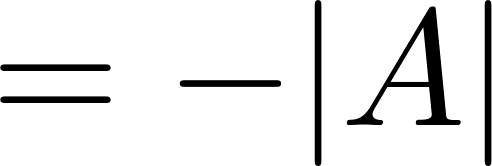 = −|A|